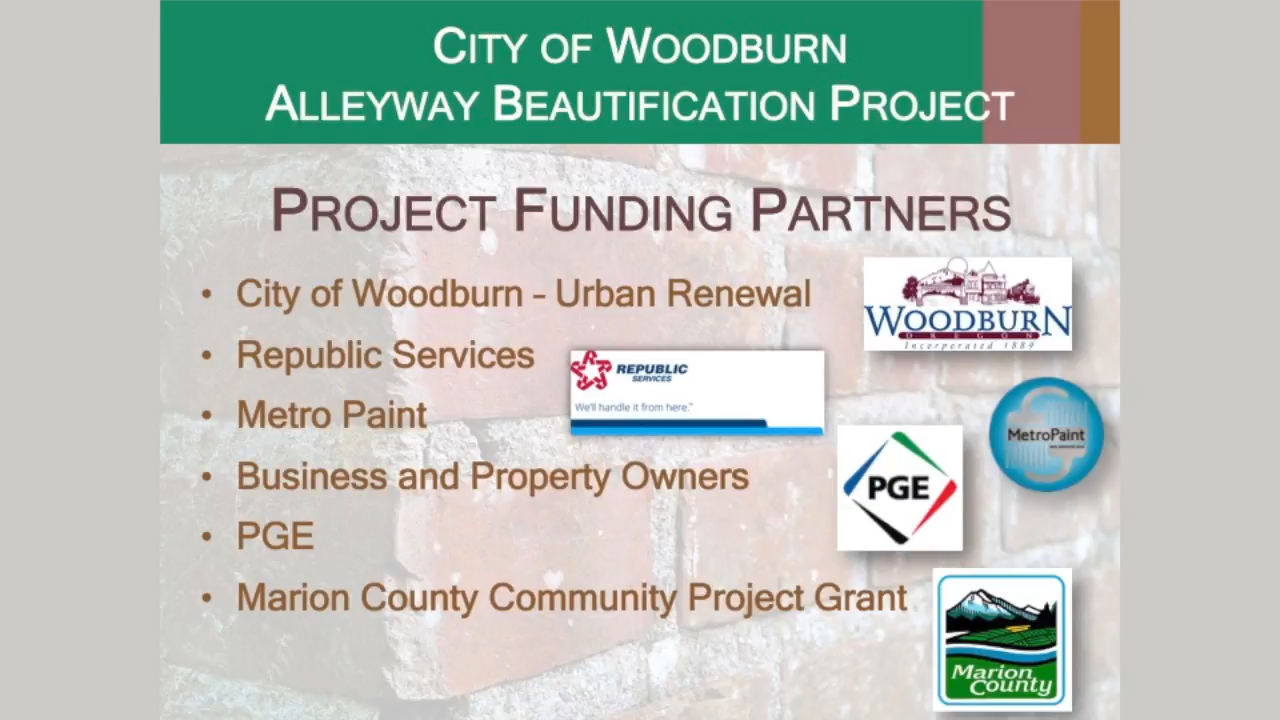 CITY OF WOODBURN
ALLEYWAY BEAUTIFICATION PROJECT
PROJECT FUNDING PARTNERS
• City of Woodburn - Urban Renewal
WOODBURN
OREGON
Incorporated 1889
• Republic Services
REPUBLIC
SERVICES
We'll handle it from here.™
• Metro Paint
MetroPaint
• Business and Property Owners
PGE
• PGE
• Marion County Community Project Grant
Marion
County